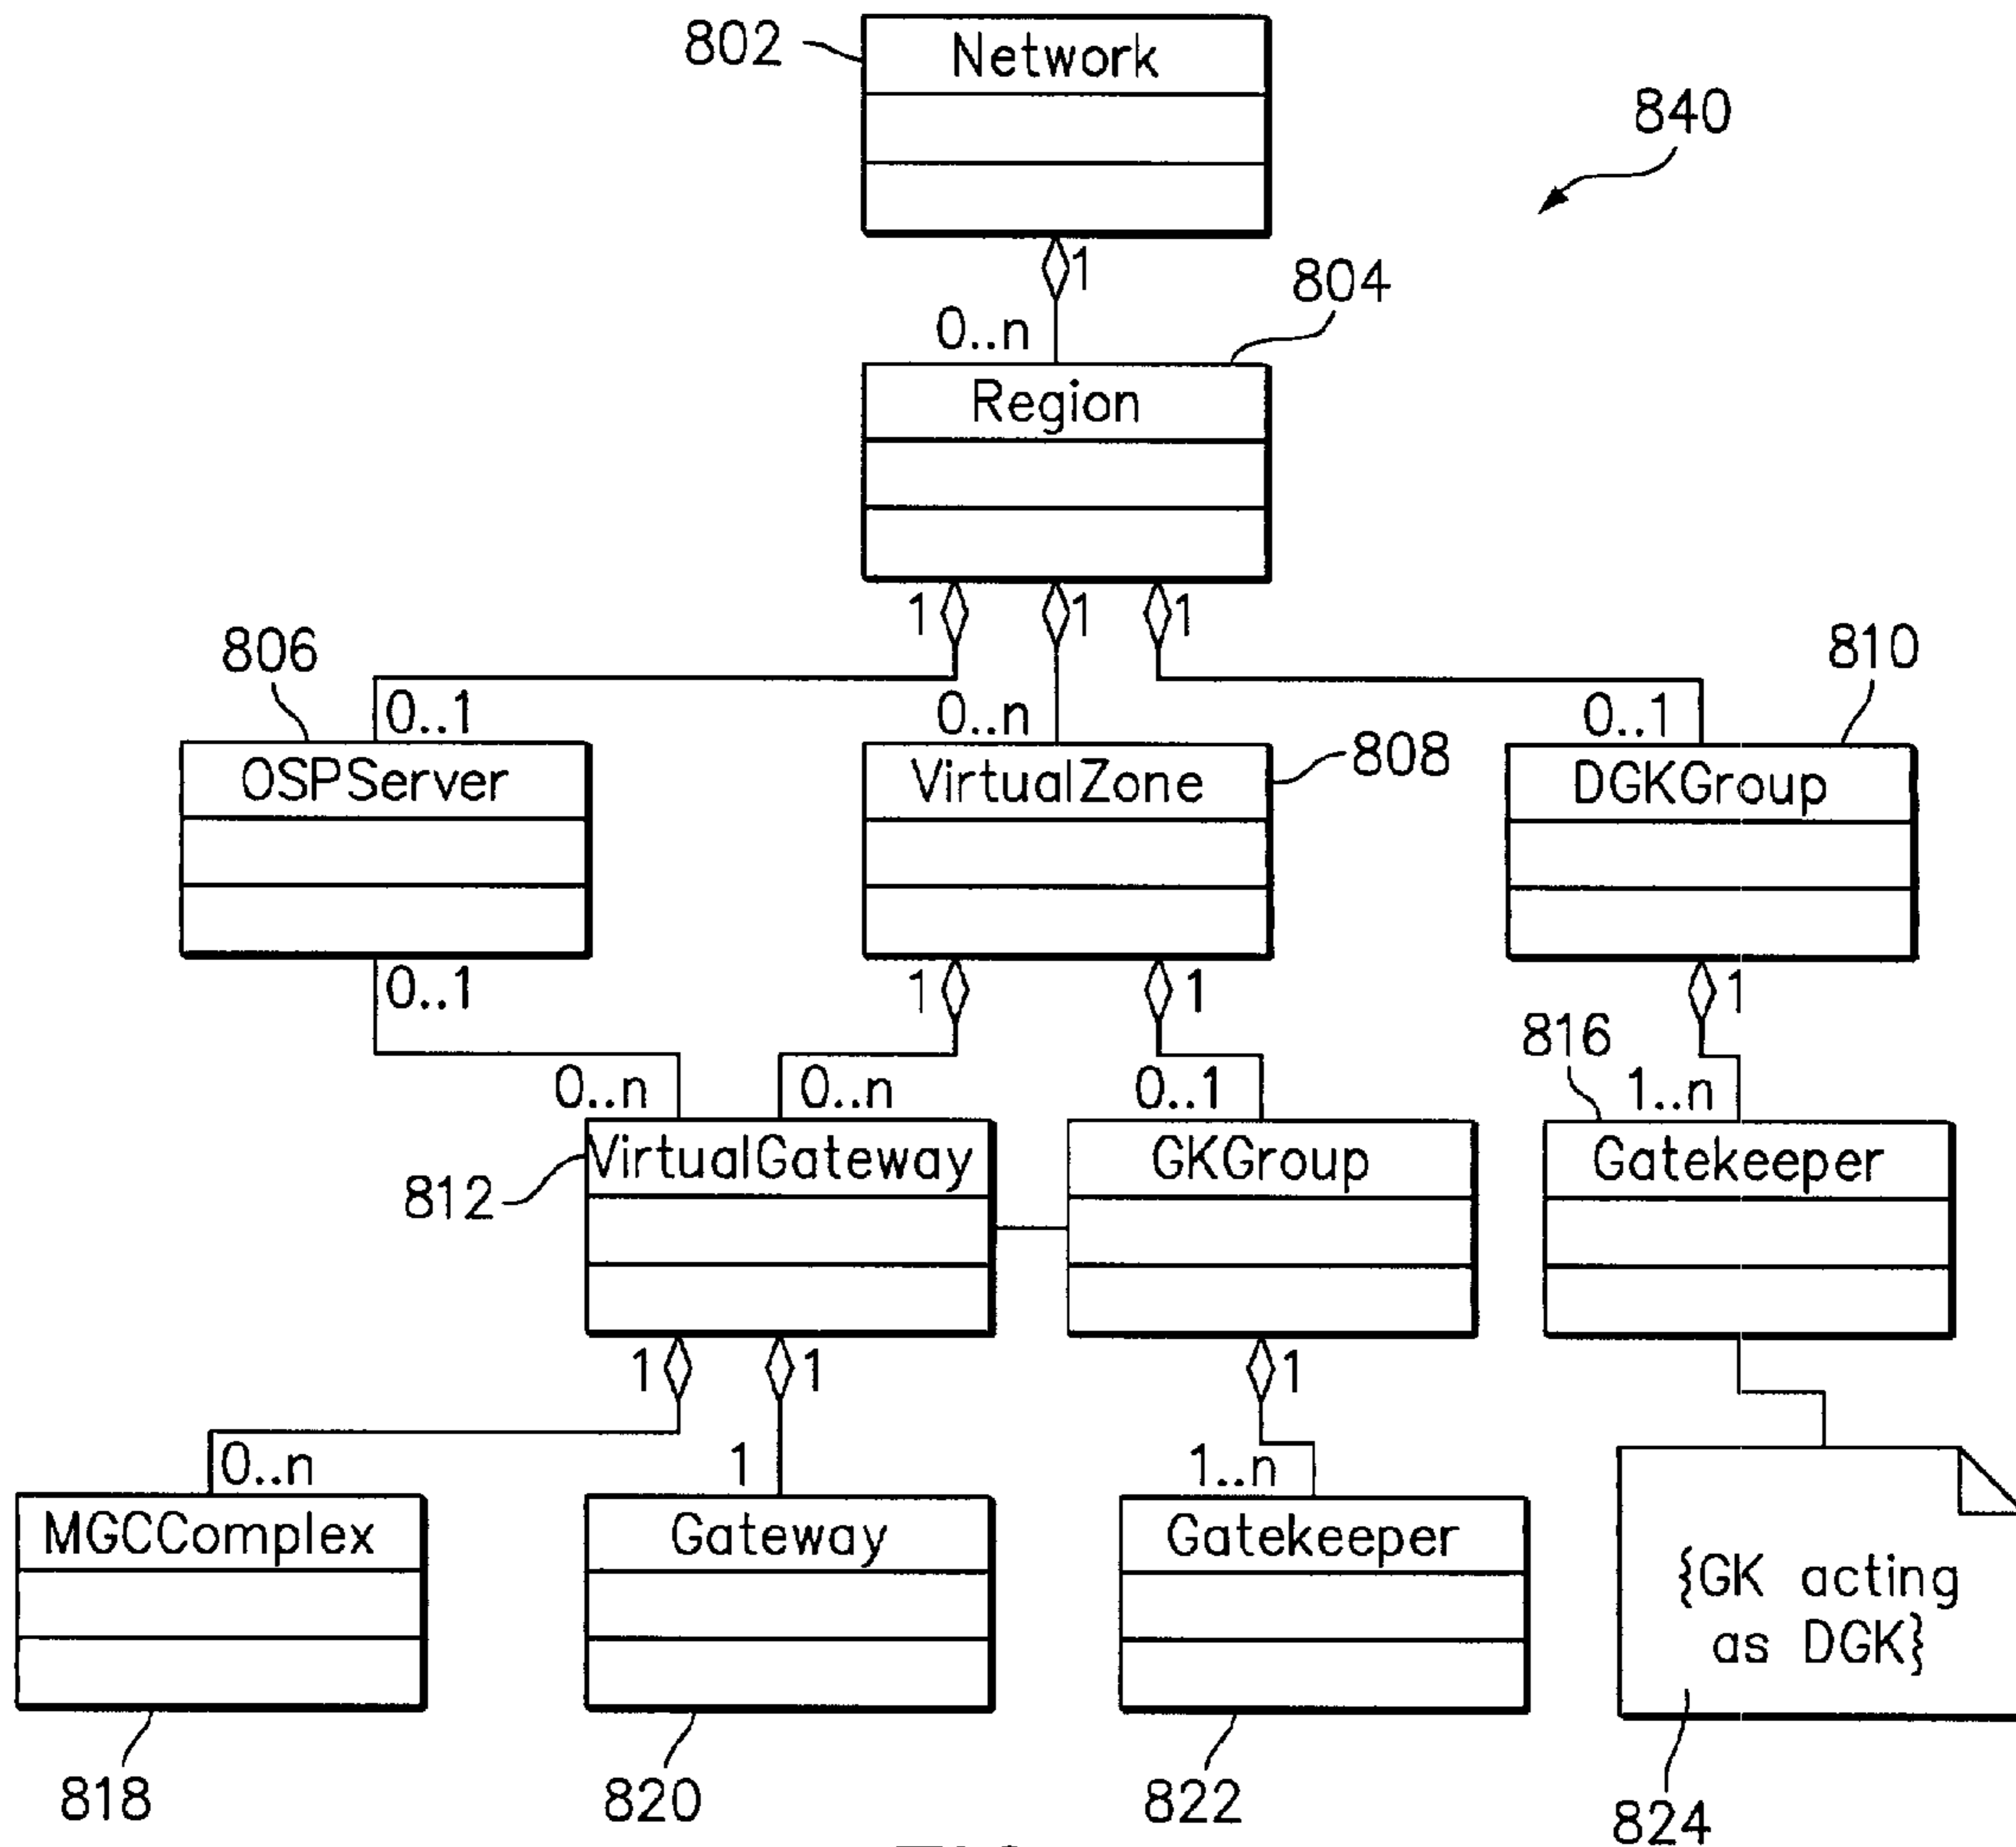 802
Network
840
1
804
0..n
Region
1
1
1
806
810
0..1
0..n
0..1
OSPServer
VirtualZone
808
DGKGroup
0..1
1
1
1
816
0..n
0..n
0..1
1..n
VirtualGateway
GKGroup
Gatekeeper
812
1
1
1
0..n
1
1..n
MGCComplex
Gateway
Gatekeeper
{GK acting
as DGK}
818
820
822
824